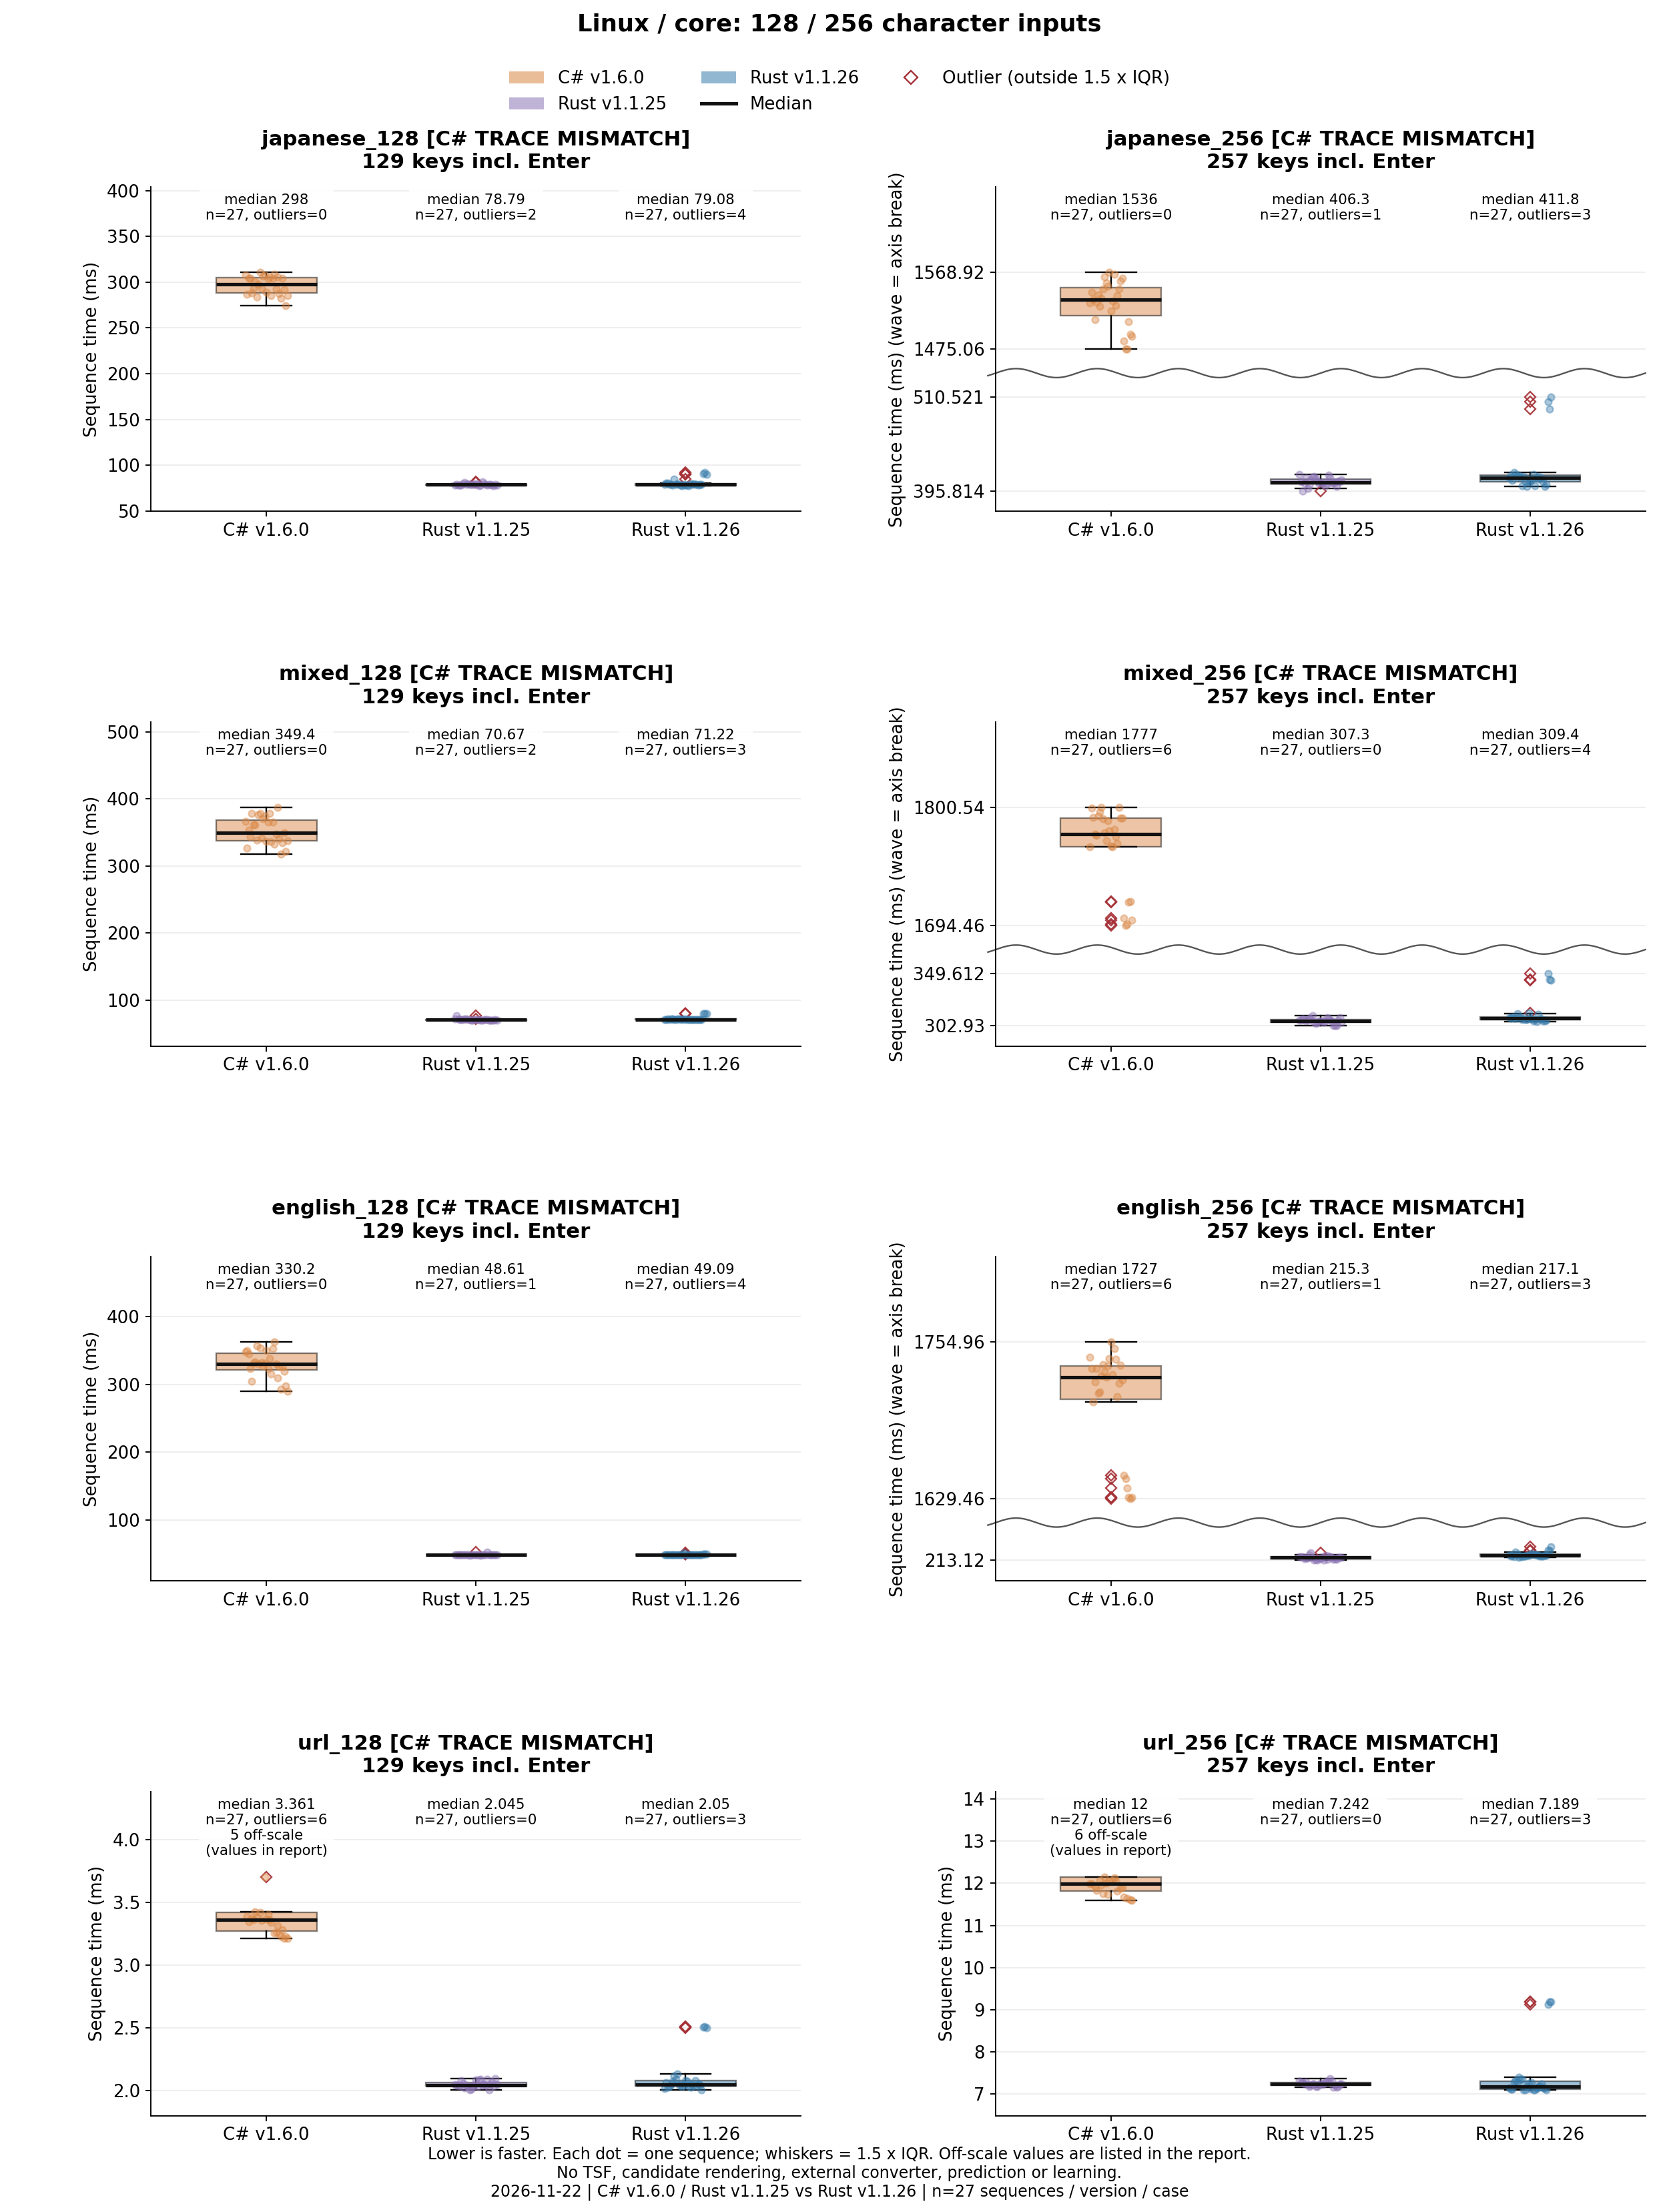 Linux / core: 128 / 256 character inputs
C# v1.6.0
Rust v1.1.26
Outlier (outside 1.5 x IQR)
Rust v1.1.25
Median
japanese_128 [C# TRACE MISMATCH]
129 keys incl. Enter
median 298
n=27, outliers=0
median 78.79
n=27, outliers=2
median 79.08
n=27, outliers=4
Sequence time (ms)
400
350
300
250
200
150
100
50
C# v1.6.0
Rust v1.1.25
Rust v1.1.26
japanese_256 [C# TRACE MISMATCH]
257 keys incl. Enter
median 1536
n=27, outliers=0
median 406.3
n=27, outliers=1
median 411.8
n=27, outliers=3
Sequence time (ms) (wave = axis break)
1568.92
1475.06
510.521
395.814
C# v1.6.0
Rust v1.1.25
Rust v1.1.26
mixed_128 [C# TRACE MISMATCH]
129 keys incl. Enter
median 349.4
n=27, outliers=0
median 70.67
n=27, outliers=2
median 71.22
n=27, outliers=3
Sequence time (ms)
500
400
300
200
100
C# v1.6.0
Rust v1.1.25
Rust v1.1.26
mixed_256 [C# TRACE MISMATCH]
257 keys incl. Enter
median 1777
n=27, outliers=6
median 307.3
n=27, outliers=0
median 309.4
n=27, outliers=4
Sequence time (ms) (wave = axis break)
1800.54
1694.46
349.612
302.93
C# v1.6.0
Rust v1.1.25
Rust v1.1.26
english_128 [C# TRACE MISMATCH]
129 keys incl. Enter
median 330.2
n=27, outliers=0
median 48.61
n=27, outliers=1
median 49.09
n=27, outliers=4
Sequence time (ms)
400
300
200
100
C# v1.6.0
Rust v1.1.25
Rust v1.1.26
english_256 [C# TRACE MISMATCH]
257 keys incl. Enter
median 1727
n=27, outliers=6
median 215.3
n=27, outliers=1
median 217.1
n=27, outliers=3
Sequence time (ms) (wave = axis break)
1754.96
1629.46
213.12
C# v1.6.0
Rust v1.1.25
Rust v1.1.26
url_128 [C# TRACE MISMATCH]
129 keys incl. Enter
median 3.361
n=27, outliers=6
5 off-scale
(values in report)
median 2.045
n=27, outliers=0
median 2.05
n=27, outliers=3
Sequence time (ms)
4.0
3.5
3.0
2.5
2.0
C# v1.6.0
Rust v1.1.25
Rust v1.1.26
url_256 [C# TRACE MISMATCH]
257 keys incl. Enter
median 12
n=27, outliers=6
6 off-scale
(values in report)
median 7.242
n=27, outliers=0
median 7.189
n=27, outliers=3
Sequence time (ms)
14
13
12
11
10
9
8
7
C# v1.6.0
Rust v1.1.25
Rust v1.1.26
Lower is faster. Each dot = one sequence; whiskers = 1.5 x IQR. Off-scale values are listed in the report.
No TSF, candidate rendering, external converter, prediction or learning.
2026-11-22 | C# v1.6.0 / Rust v1.1.25 vs Rust v1.1.26 | n=27 sequences / version / case